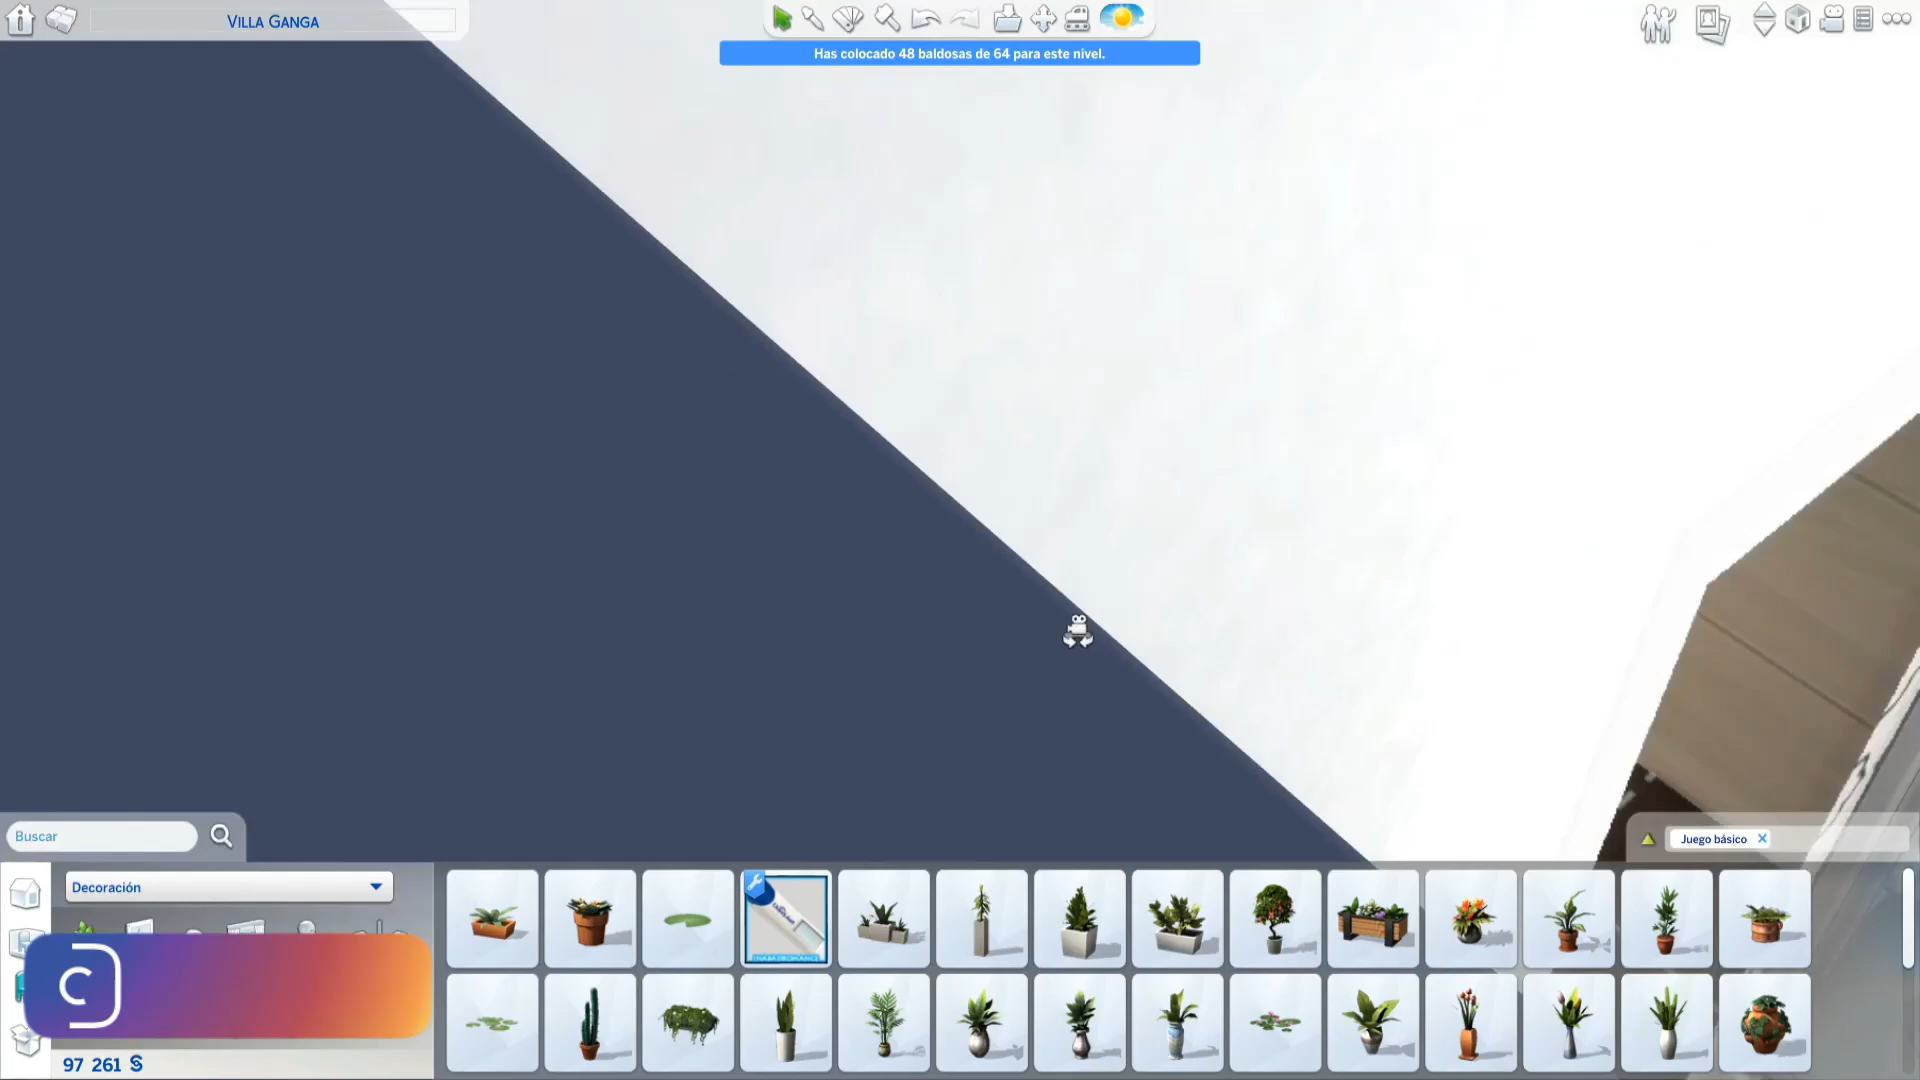 VILLA GANGA
Has colocado 48 baldosas de 64 para este nivel.
Buscar
Juego básico
Decoración
97 261 §